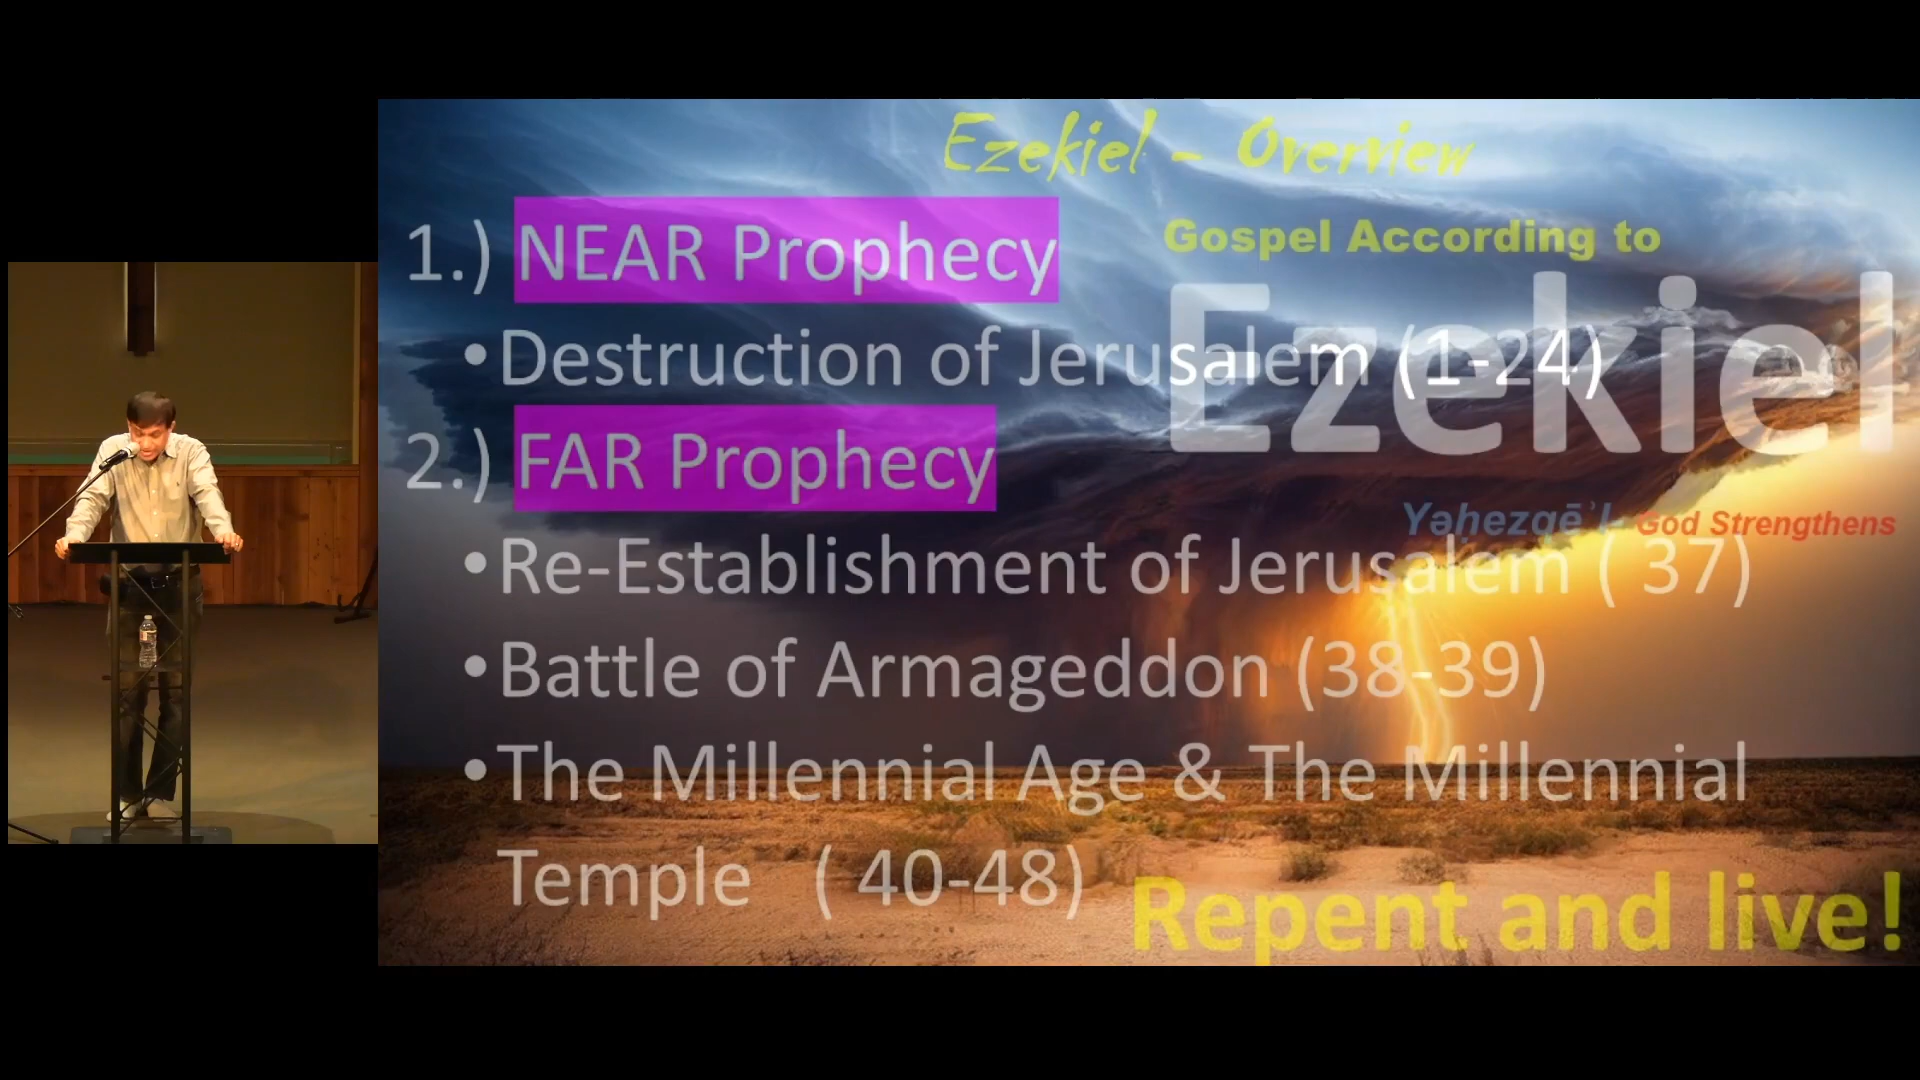 Ezekiel - Overview
1.) NEAR Prophecy
•Destruction of Jerusalem (1-24)
2.) FAR Prophecy
•Re-Establishment of Jerusalem ( 37)
•Battle of Armageddon (38-39)
•The Millennial Age & The Millennial
Temple ( 40-48)
Gospel According to
Ezekiel
Yəḥezqēʾl- God Strengthens
Repent and live!